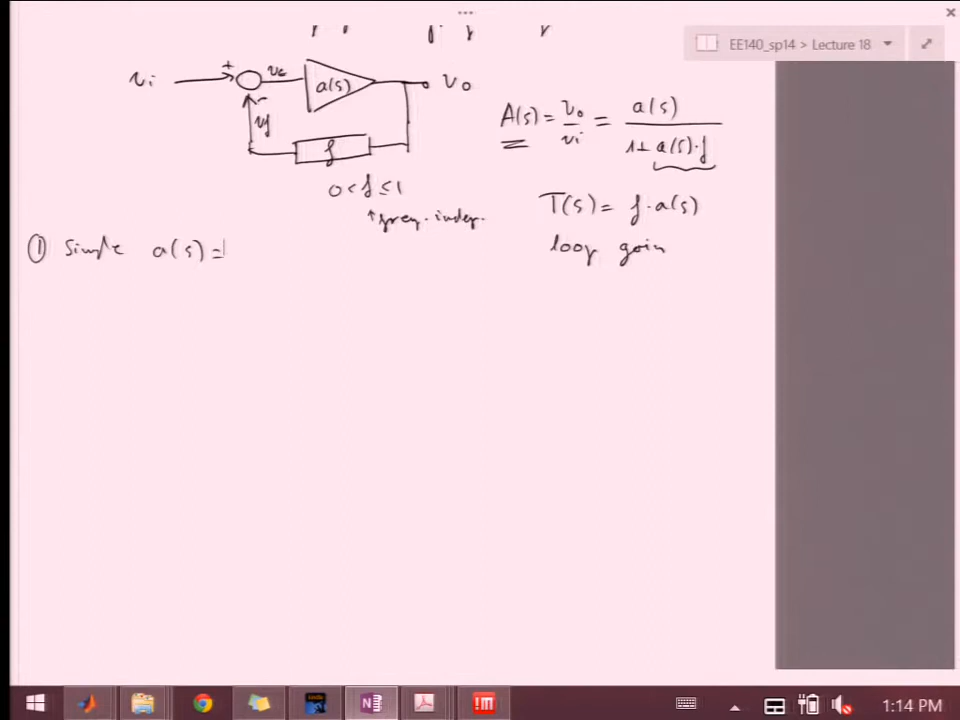 EE140_sp14 > Lecture 18
vi + vε a(s) vo
-
vf
f
A(s) = vo/vi = a(s)/(1+ a(s)·f)
0 < f ≤ 1
↑ freq. indep.
T(s) = f·a(s)
loop gain
① Simple a(s) =
1:14 PM